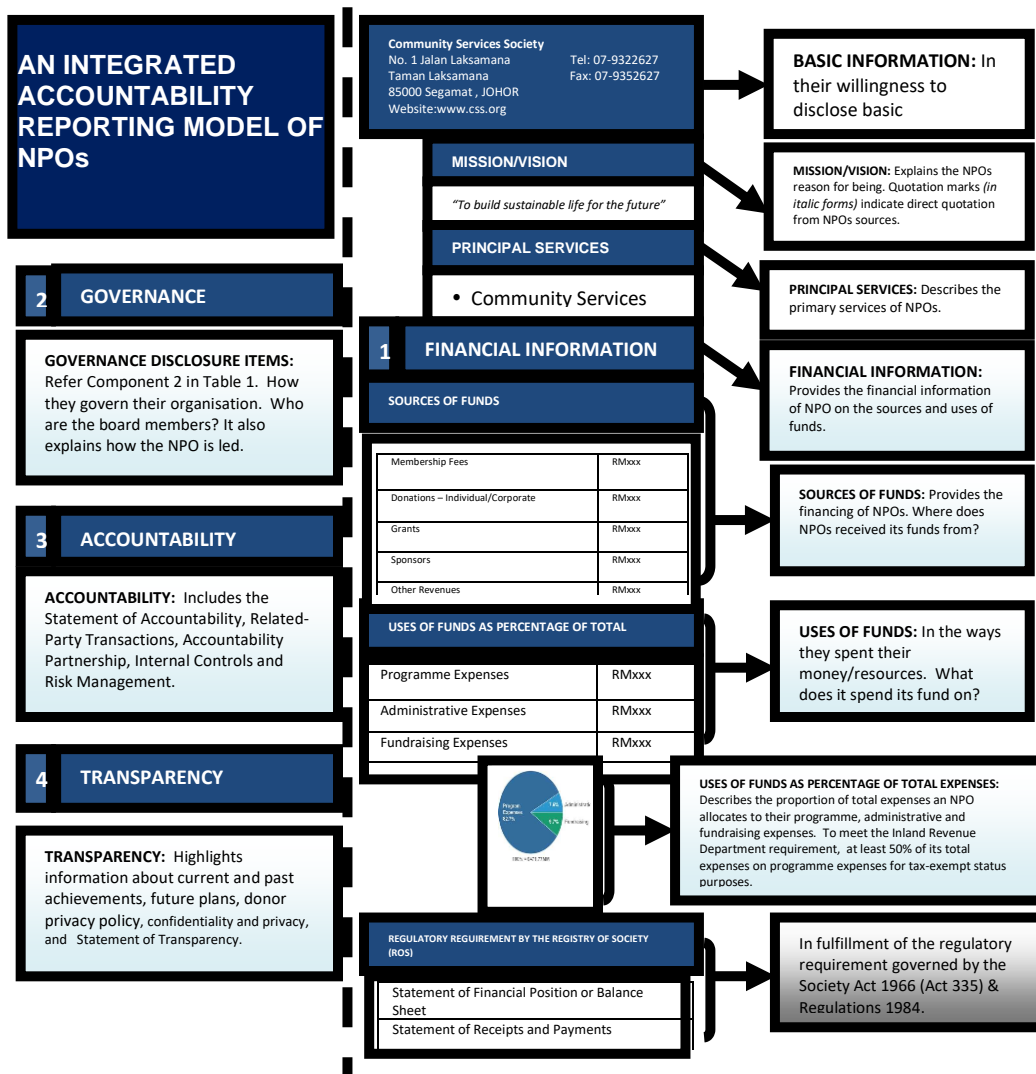 AN INTEGRATED
ACCOUNTABILITY
REPORTING MODEL OF
NPOs
2 GOVERNANCE
GOVERNANCE DISCLOSURE ITEMS:
Refer Component 2 in Table 1. How
they govern their organisation. Who
are the board members? It also
explains how the NPO is led.
3 ACCOUNTABILITY
ACCOUNTABILITY: Includes the
Statement of Accountability, Related-
Party Transactions, Accountability
Partnership, Internal Controls and
Risk Management.
4 TRANSPARENCY
TRANSPARENCY: Highlights
information about current and past
achievements, future plans, donor
privacy policy, confidentiality and privacy,
and Statement of Transparency.
Community Services Society
No. 1 Jalan Laksamana Tel: 07-9322627
Taman Laksamana Fax: 07-9352627
85000 Segamat , JOHOR
Website:www.css.org
MISSION/VISION
“To build sustainable life for the future”
PRINCIPAL SERVICES
• Community Services
1 FINANCIAL INFORMATION
SOURCES OF FUNDS
Membership Fees RMxxx
Donations – Individual/Corporate RMxxx
Grants RMxxx
Sponsors RMxxx
Other Revenues RMxxx
USES OF FUNDS AS PERCENTAGE OF TOTAL
Programme Expenses RMxxx
Administrative Expenses RMxxx
Fundraising Expenses RMxxx
Program
Expenses
Fundraising
REGULATORY REQUIREMENT BY THE REGISTRY OF SOCIETY
(ROS)
Statement of Financial Position or Balance
Sheet
Statement of Receipts and Payments
BASIC INFORMATION: In
their willingness to
disclose basic
MISSION/VISION: Explains the NPOs
reason for being. Quotation marks (in
italic forms) indicate direct quotation
from NPOs sources.
PRINCIPAL SERVICES: Describes the
primary services of NPOs.
FINANCIAL INFORMATION:
Provides the financial information
of NPO on the sources and uses of
funds.
SOURCES OF FUNDS: Provides the
financing of NPOs. Where does
NPOs received its funds from?
USES OF FUNDS: In the ways
they spent their
money/resources. What
does it spend its fund on?
USES OF FUNDS AS PERCENTAGE OF TOTAL EXPENSES:
Describes the proportion of total expenses an NPO
allocates to their programme, administrative and
fundraising expenses. To meet the Inland Revenue
Department requirement, at least 50% of its total
expenses on programme expenses for tax-exempt status
purposes.
In fulfillment of the regulatory
requirement governed by the
Society Act 1966 (Act 335) &
Regulations 1984.